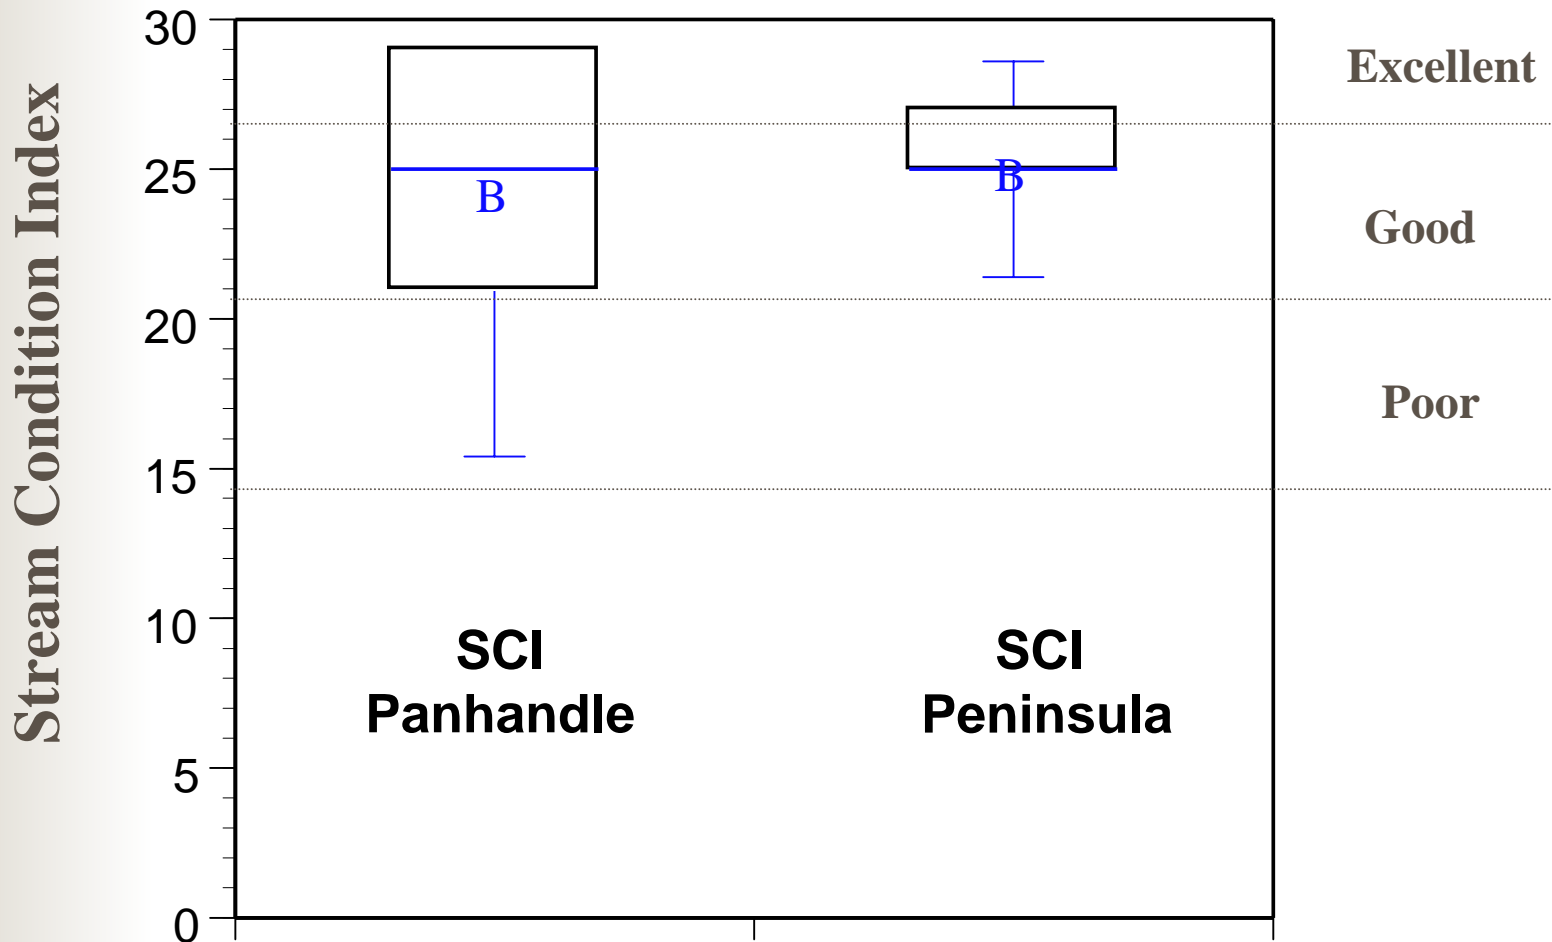 Stream Condition Index
30
25
20
15
10
5
0
B
B
SCI
Panhandle
SCI
Peninsula
Excellent
Good
Poor